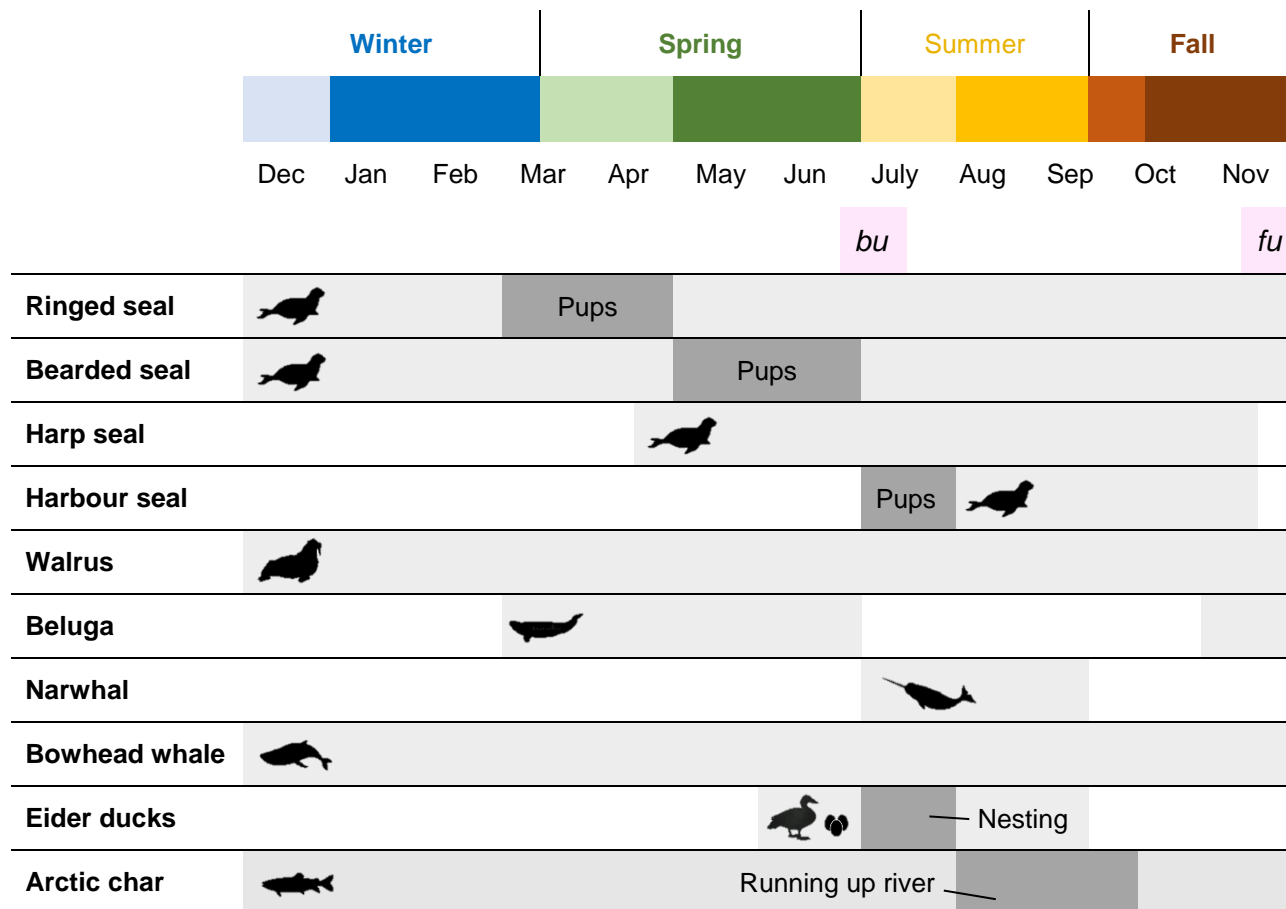 Winter Spring Summer Fall
Dec Jan Feb Mar Apr May Jun July Aug Sep Oct Nov
bu fu
Ringed seal Pups
Bearded seal Pups
Harp seal
Harbour seal Pups
Walrus
Beluga
Narwhal
Bowhead whale
Eider ducks Nesting
Arctic char Running up river